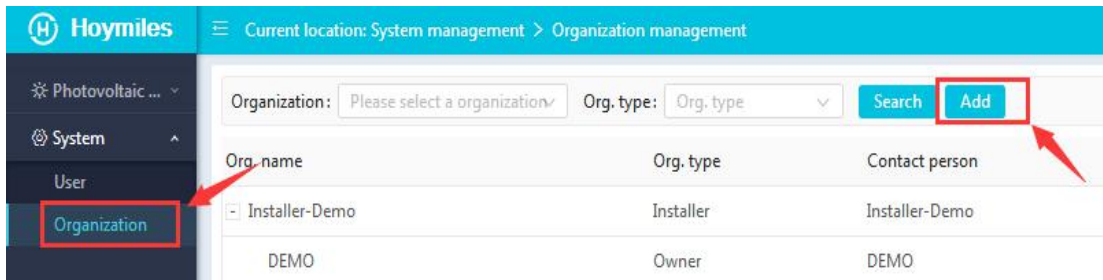 Hoymiles
Current location: System management > Organization management
Photovoltaic ...
Organization: Please select a organization Org. type: Org. type Search Add
System
Org. name Org. type Contact person
User
Installer-Demo Installer Installer-Demo
Organization
DEMO Owner DEMO